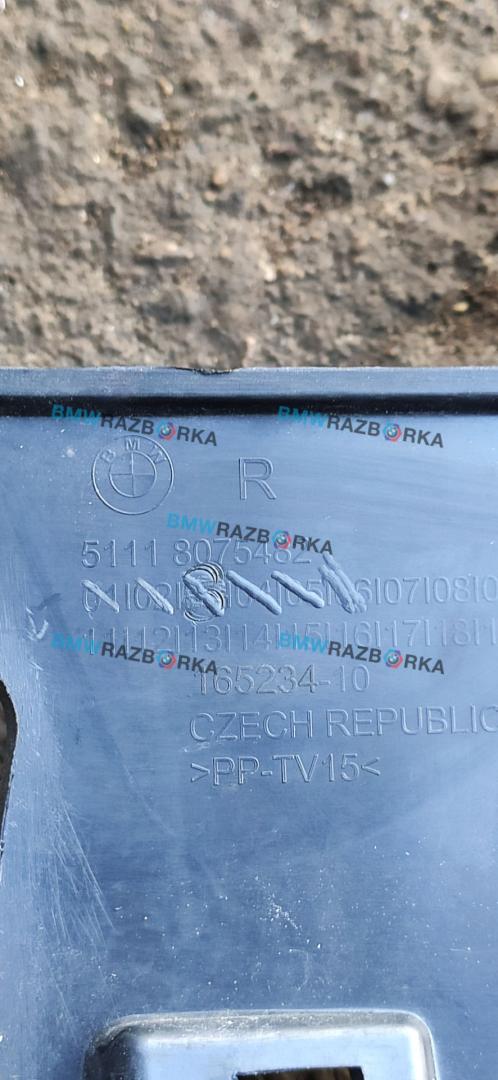 BMWRAZBORKA BMWRAZBORKA
BMW R
BMWRAZBORKA
5111 8075482
165234-10
BMWRAZBORKA BMWRAZBORKA
CZECH REPUBLIC
>PP-TV15<